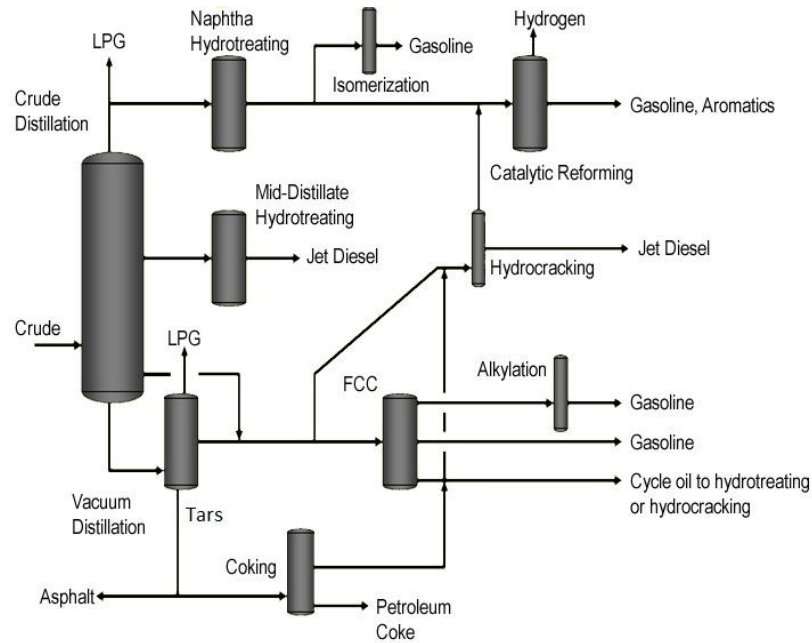 LPG
Naphtha
Hydrotreating
Gasoline
Isomerization
Hydrogen
Crude
Distillation
Gasoline, Aromatics
Catalytic Reforming
Mid-Distillate
Hydrotreating
Jet Diesel
Hydrocracking
Jet Diesel
Crude
LPG
FCC
Alkylation
Gasoline
Gasoline
Cycle oil to hydrotreating
or hydrocracking
Vacuum
Distillation
Tars
Coking
Asphalt
Petroleum
Coke